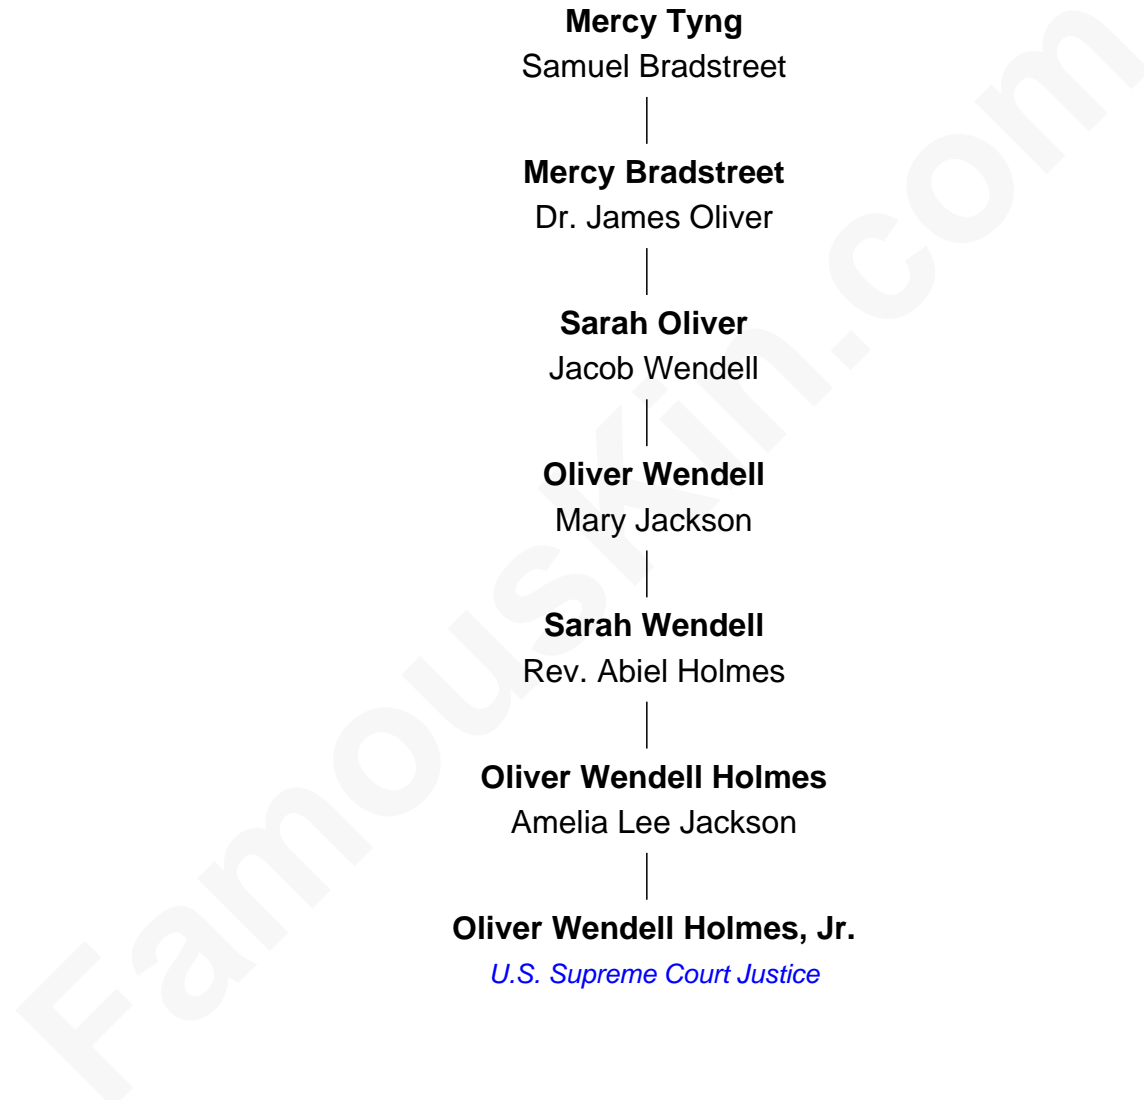 Mercy Tyng
Samuel Bradstreet
Mercy Bradstreet
Dr. James Oliver
Sarah Oliver
Jacob Wendell
Oliver Wendell
Mary Jackson
Sarah Wendell
Rev. Abiel Holmes
Oliver Wendell Holmes
Amelia Lee Jackson
Oliver Wendell Holmes, Jr.
U.S. Supreme Court Justice
FamousKin.com